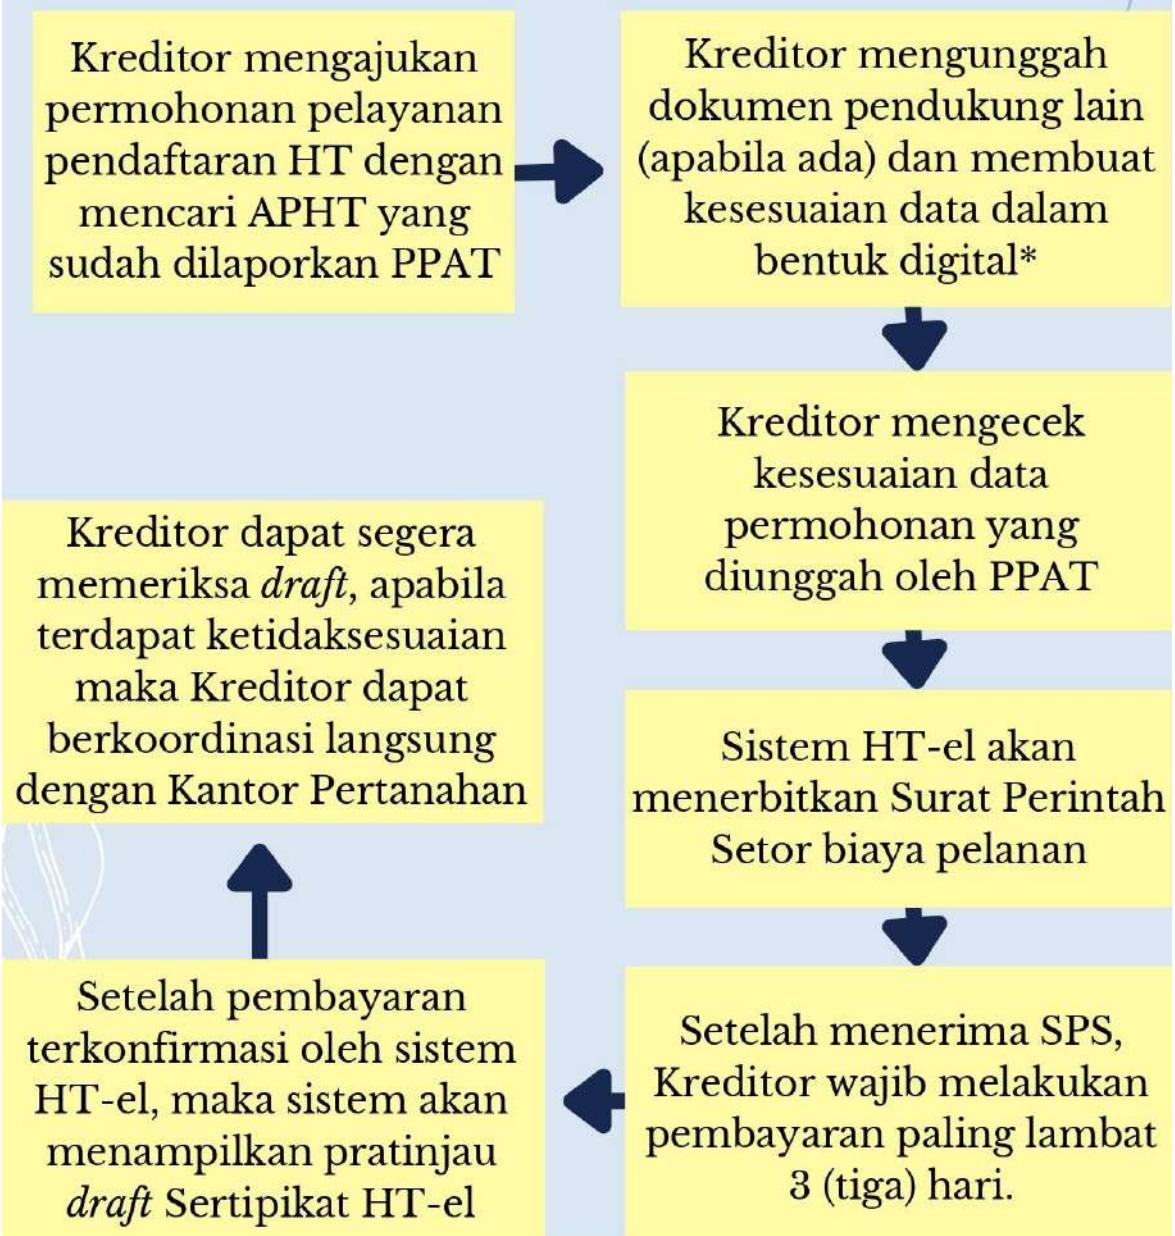 Kreditor mengajukan
permohonan pelayanan
pendaftaran HT dengan
mencari APHT yang
sudah dilaporkan PPAT
Kreditor mengunggah
dokumen pendukung lain
(apabila ada) dan membuat
kesesuaian data dalam
bentuk digital*
Kreditor mengecek
kesesuaian data
permohonan yang
diunggah oleh PPAT
Sistem HT-el akan
menerbitkan Surat Perintah
Setor biaya pelanan
Setelah menerima SPS,
Kreditor wajib melakukan
pembayaran paling lambat
3 (tiga) hari.
Setelah pembayaran
terkonfirmasi oleh sistem
HT-el, maka sistem akan
menampilkan pratinjau
draft Sertipikat HT-el
Kreditor dapat segera
memeriksa draft, apabila
terdapat ketidaksesuaian
maka Kreditor dapat
berkoordinasi langsung
dengan Kantor Pertanahan